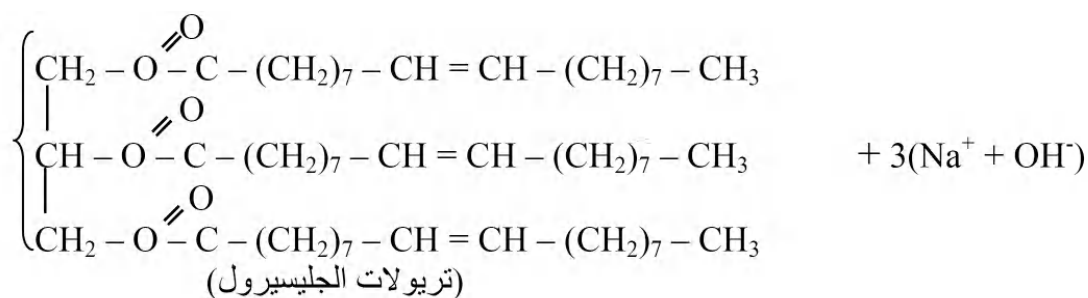 O
CH₂ – O – C – (CH₂)₇ – CH = CH – (CH₂)₇ – CH₃
O
CH – O – C – (CH₂)₇ – CH = CH – (CH₂)₇ – CH₃ + 3(Na⁺ + OH⁻)
O
CH₂ – O – C – (CH₂)₇ – CH = CH – (CH₂)₇ – CH₃
(تريولات الجليسيرول)